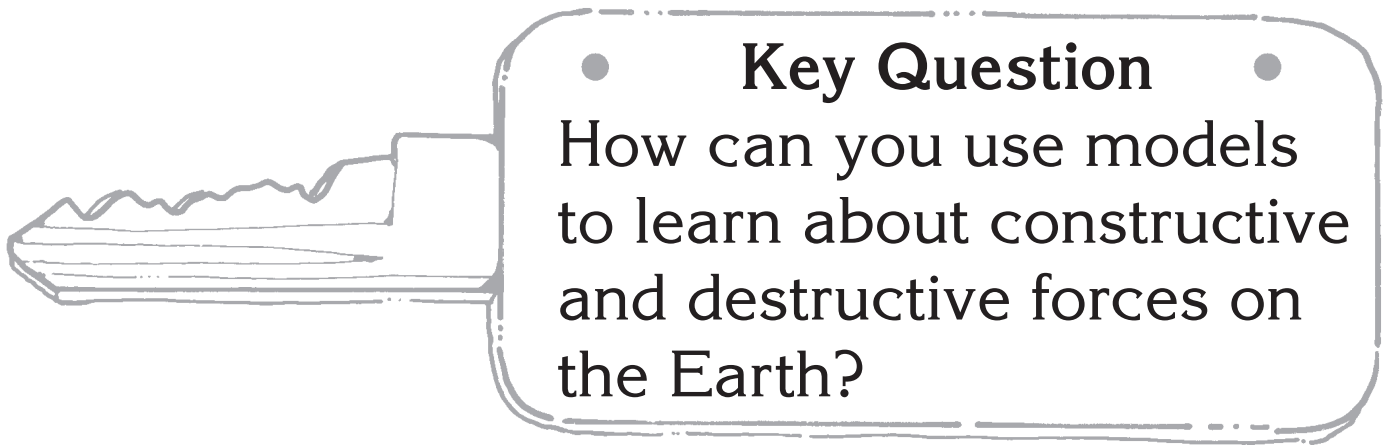 Key Question
How can you use models
to learn about constructive
and destructive forces on
the Earth?